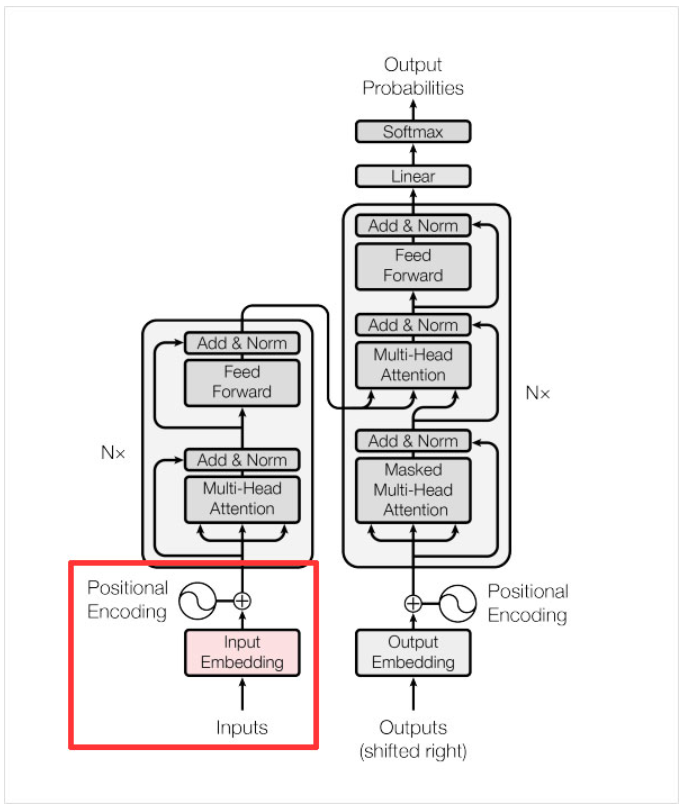 Output
Probabilities
Softmax
Linear
Add & Norm
Feed
Forward
Add & Norm
Multi-Head
Attention
Add & Norm
Masked
Multi-Head
Attention
N×
Add & Norm
Feed
Forward
Add & Norm
Multi-Head
Attention
N×
Positional
Encoding
Input
Embedding
Inputs
Positional
Encoding
Output
Embedding
Outputs
(shifted right)